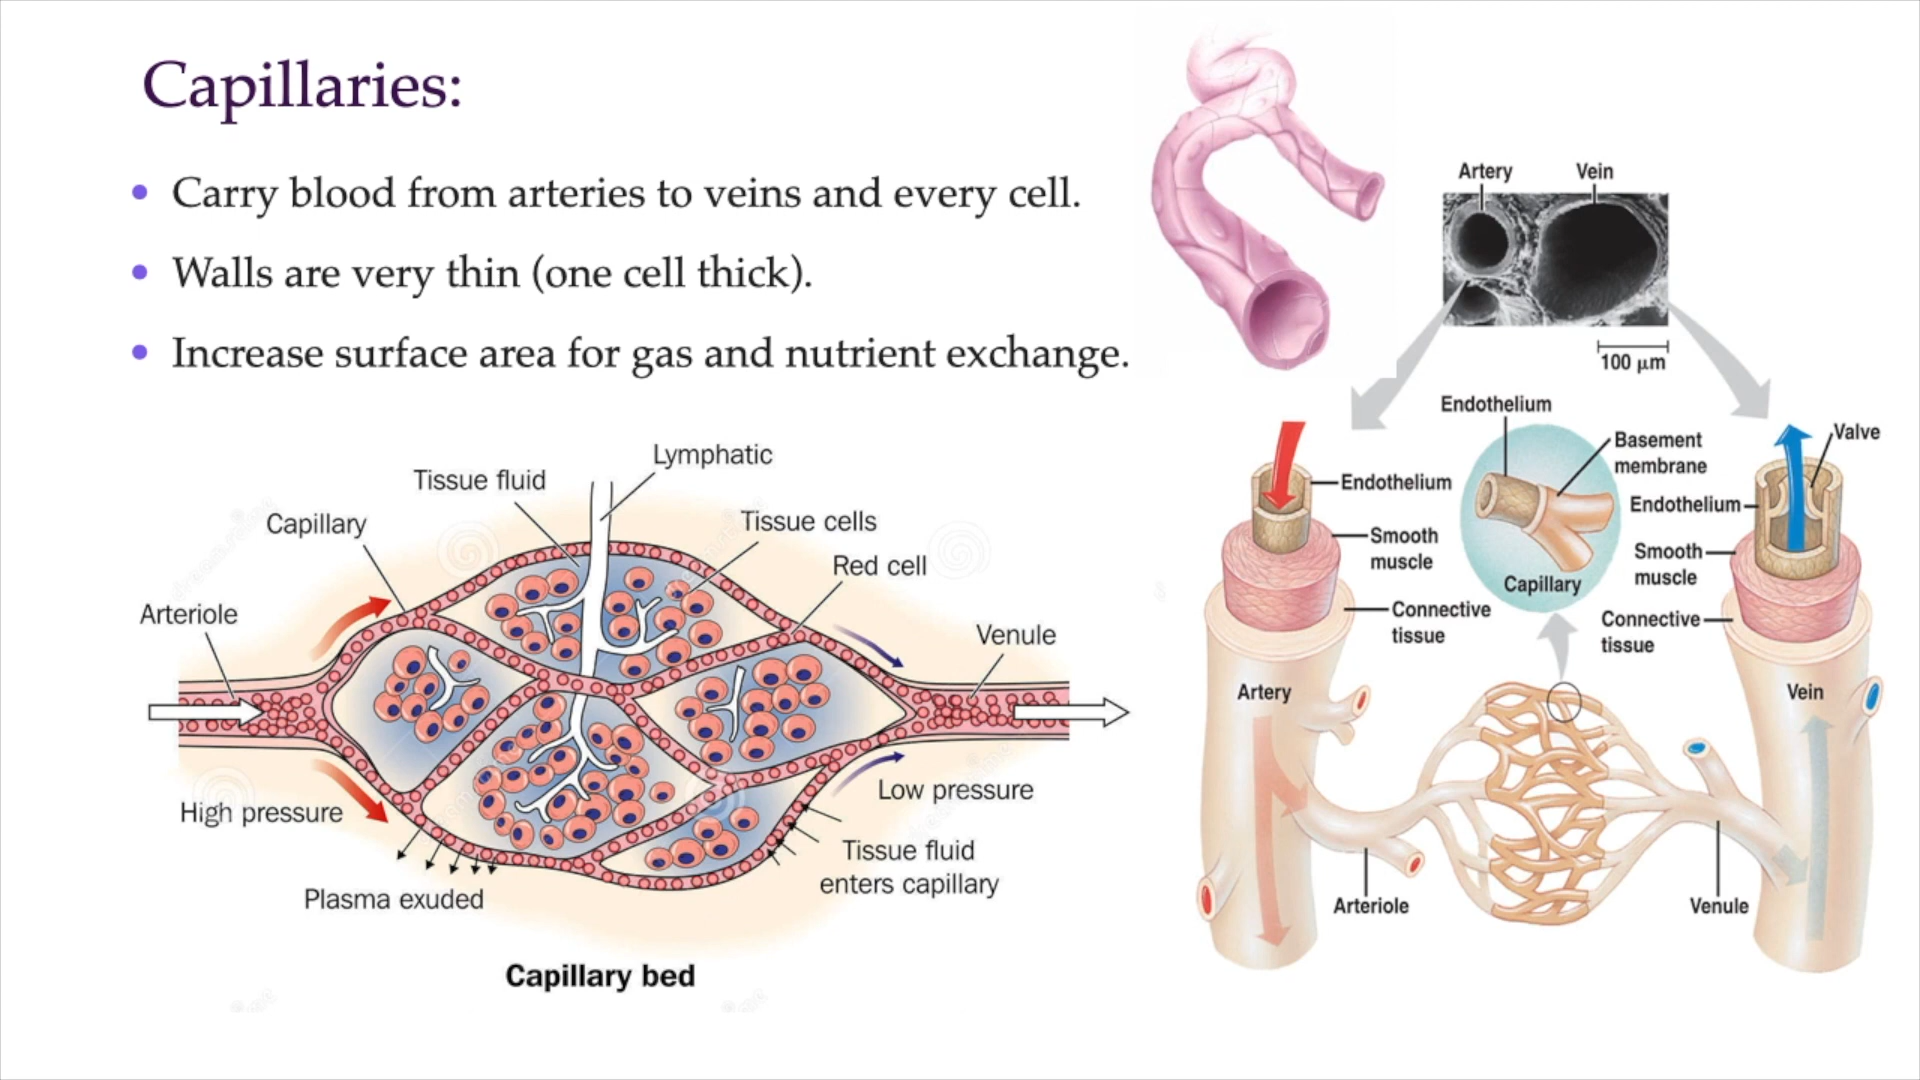 Capillaries:
Carry blood from arteries to veins and every cell.
Walls are very thin (one cell thick).
Increase surface area for gas and nutrient exchange.
Lymphatic
Tissue fluid
Capillary
Tissue cells
Red cell
Arteriole
Venule
High pressure
Low pressure
Plasma exuded
Tissue fluid
enters capillary
Capillary bed
Artery
Vein
100 μm
Endothelium
Basement
membrane
Capillary
Endothelium
Smooth
muscle
Connective
tissue
Artery
Valve
Endothelium
Smooth
muscle
Connective
tissue
Vein
Arteriole
Venule